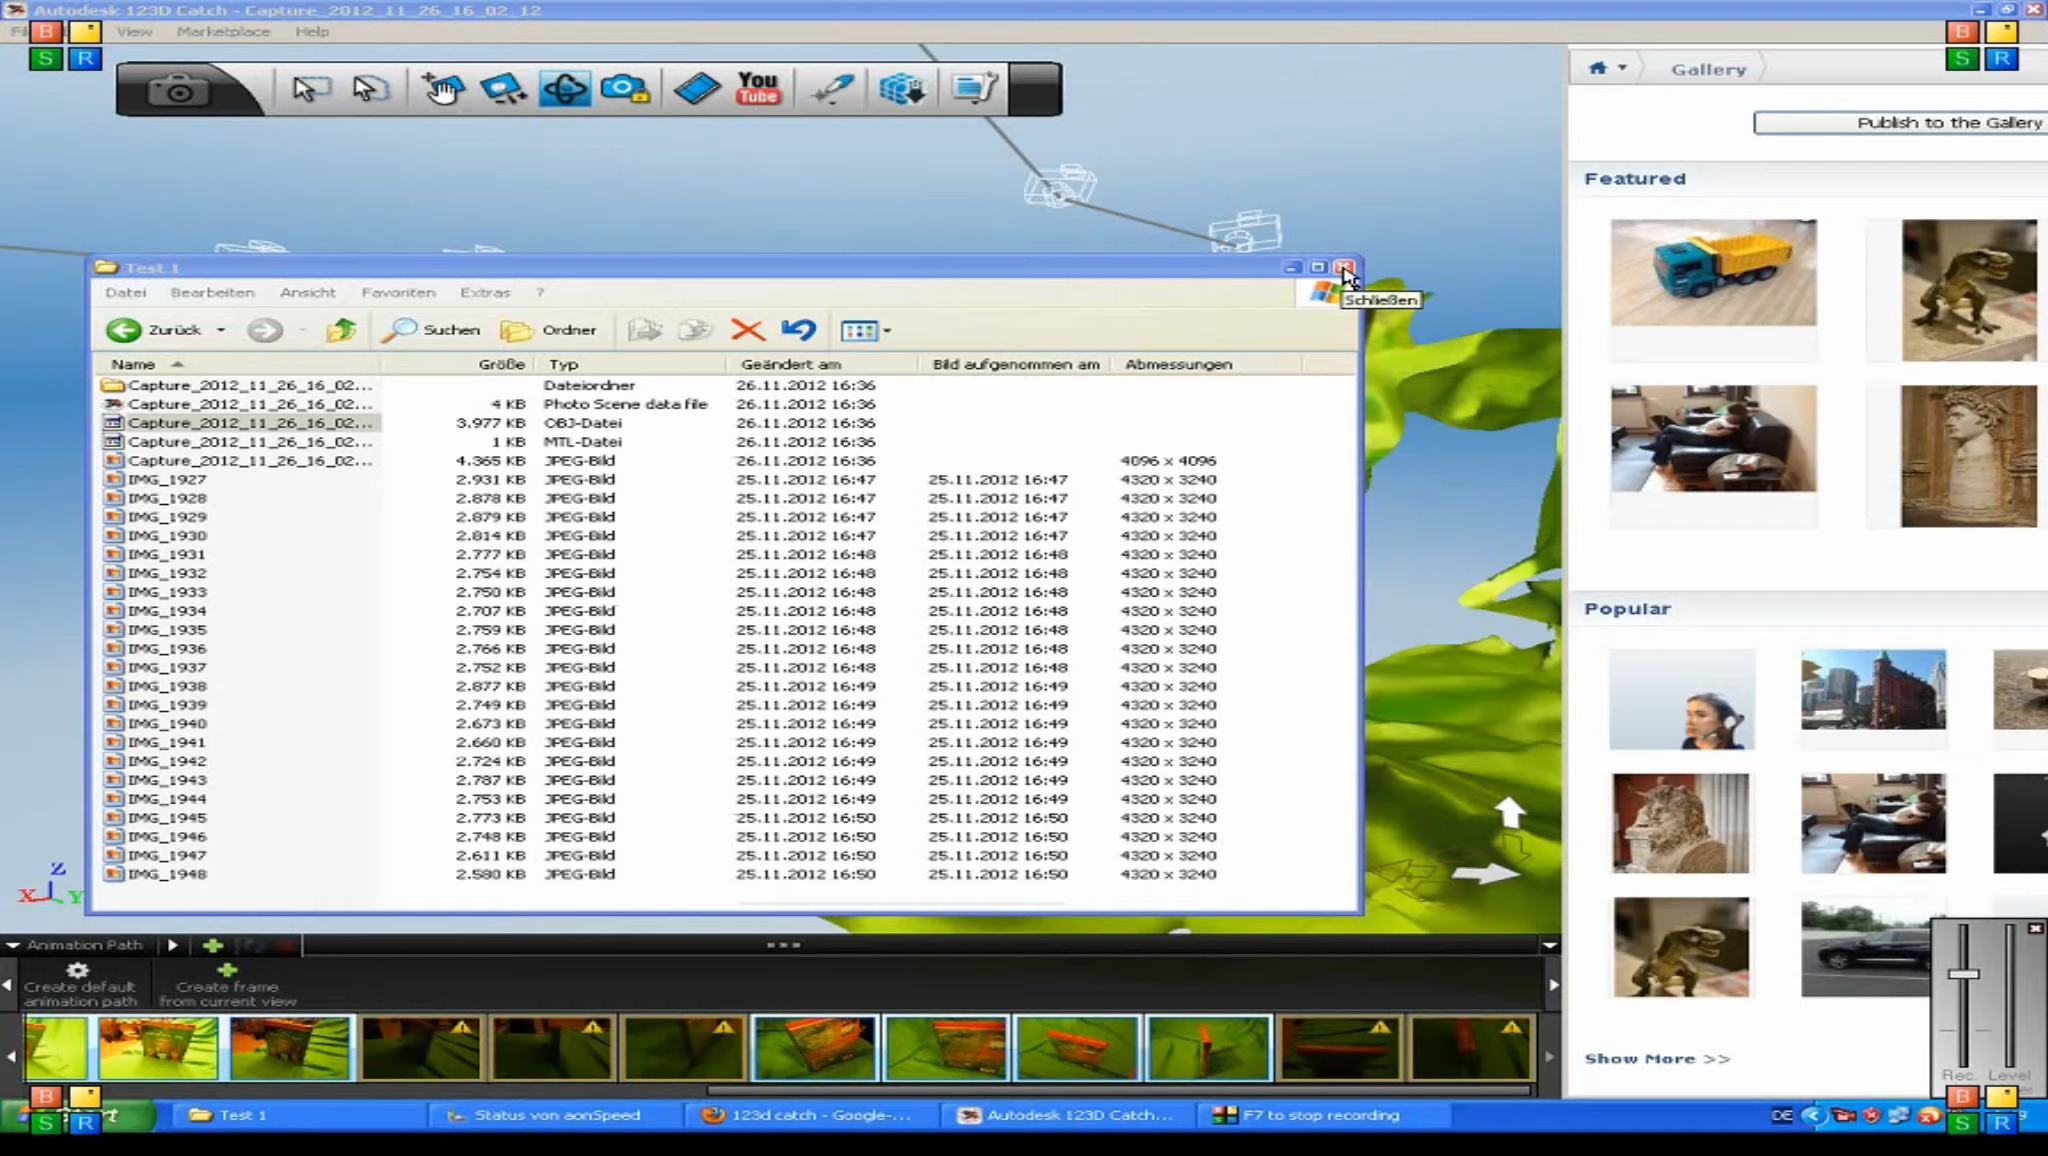 Autodesk 123D Catch - Capture_2012_11_26_16_02_12
View Marketplace Help
B
S R
B
S R
You
Tube
Gallery
Publish to the Gallery
Featured
Test 1
Datei Bearbeiten Ansicht Favoriten Extras ?
Schließen
Zurück Suchen Ordner
Name Größe Typ Geändert am Bild aufgenommen am Abmessungen
Capture_2012_11_26_16_02... Dateiordner 26.11.2012 16:36
Capture_2012_11_26_16_02... 4 KB Photo Scene data file 26.11.2012 16:36
Capture_2012_11_26_16_02... 3.977 KB OBJ-Datei 26.11.2012 16:36
Capture_2012_11_26_16_02... 1 KB MTL-Datei 26.11.2012 16:36
Capture_2012_11_26_16_02... 4.365 KB JPEG-Bild 26.11.2012 16:36 4096 x 4096
IMG_1927 2.931 KB JPEG-Bild 25.11.2012 16:47 25.11.2012 16:47 4320 x 3240
IMG_1928 2.878 KB JPEG-Bild 25.11.2012 16:47 25.11.2012 16:47 4320 x 3240
IMG_1929 2.879 KB JPEG-Bild 25.11.2012 16:47 25.11.2012 16:47 4320 x 3240
IMG_1930 2.814 KB JPEG-Bild 25.11.2012 16:47 25.11.2012 16:47 4320 x 3240
IMG_1931 2.777 KB JPEG-Bild 25.11.2012 16:48 25.11.2012 16:48 4320 x 3240
IMG_1932 2.754 KB JPEG-Bild 25.11.2012 16:48 25.11.2012 16:48 4320 x 3240
IMG_1933 2.750 KB JPEG-Bild 25.11.2012 16:48 25.11.2012 16:48 4320 x 3240
IMG_1934 2.707 KB JPEG-Bild 25.11.2012 16:48 25.11.2012 16:48 4320 x 3240
IMG_1935 2.759 KB JPEG-Bild 25.11.2012 16:48 25.11.2012 16:48 4320 x 3240
IMG_1936 2.766 KB JPEG-Bild 25.11.2012 16:48 25.11.2012 16:48 4320 x 3240
IMG_1937 2.752 KB JPEG-Bild 25.11.2012 16:48 25.11.2012 16:48 4320 x 3240
IMG_1938 2.877 KB JPEG-Bild 25.11.2012 16:49 25.11.2012 16:49 4320 x 3240
IMG_1939 2.749 KB JPEG-Bild 25.11.2012 16:49 25.11.2012 16:49 4320 x 3240
IMG_1940 2.673 KB JPEG-Bild 25.11.2012 16:49 25.11.2012 16:49 4320 x 3240
IMG_1941 2.660 KB JPEG-Bild 25.11.2012 16:49 25.11.2012 16:49 4320 x 3240
IMG_1942 2.724 KB JPEG-Bild 25.11.2012 16:49 25.11.2012 16:49 4320 x 3240
IMG_1943 2.787 KB JPEG-Bild 25.11.2012 16:49 25.11.2012 16:49 4320 x 3240
IMG_1944 2.753 KB JPEG-Bild 25.11.2012 16:49 25.11.2012 16:49 4320 x 3240
IMG_1945 2.773 KB JPEG-Bild 25.11.2012 16:50 25.11.2012 16:50 4320 x 3240
IMG_1946 2.748 KB JPEG-Bild 25.11.2012 16:50 25.11.2012 16:50 4320 x 3240
IMG_1947 2.611 KB JPEG-Bild 25.11.2012 16:50 25.11.2012 16:50 4320 x 3240
IMG_1948 2.580 KB JPEG-Bild 25.11.2012 16:50 25.11.2012 16:50 4320 x 3240
Popular
Z
X Y
Animation Path
Create default
animation path
Create frame
from current view
Show More >>
Rec. Level
B
S R
Test 1
Status von aonSpeed
123d catch - Google-...
Autodesk 123D Catch...
F7 to stop recording
DE
B
S R